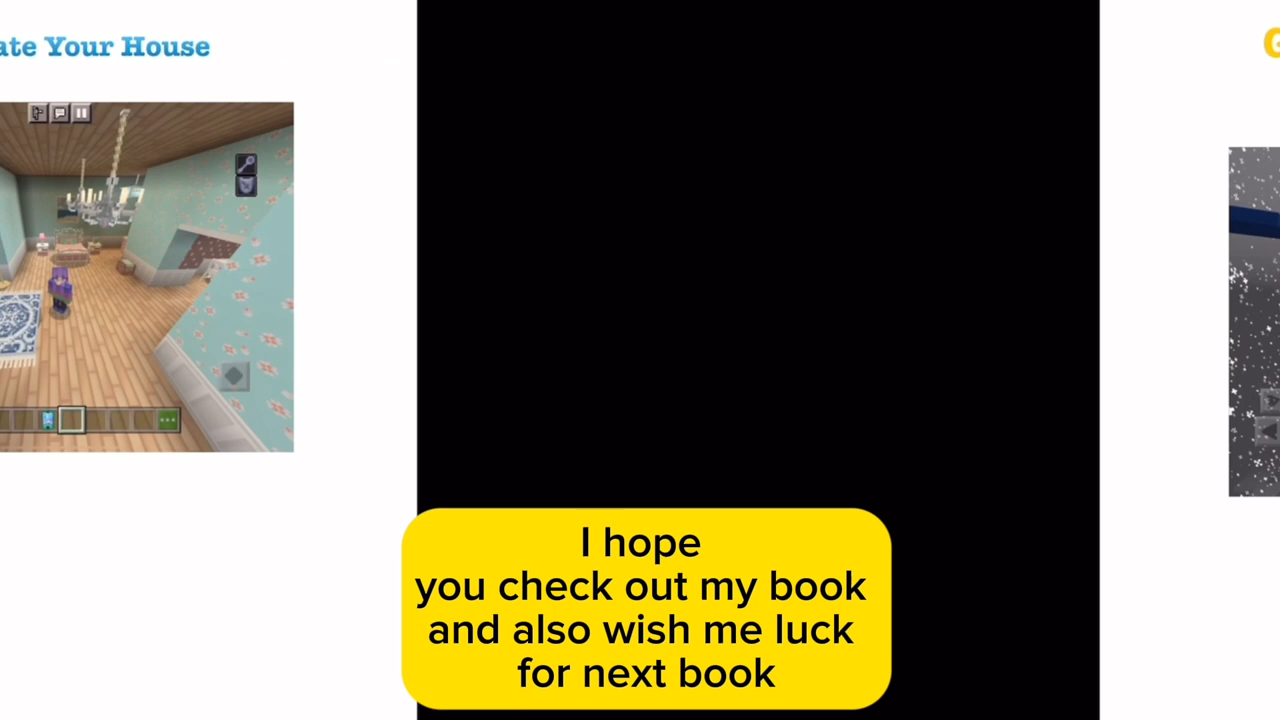 ate Your House
I hope
you check out my book
and also wish me luck
for next book